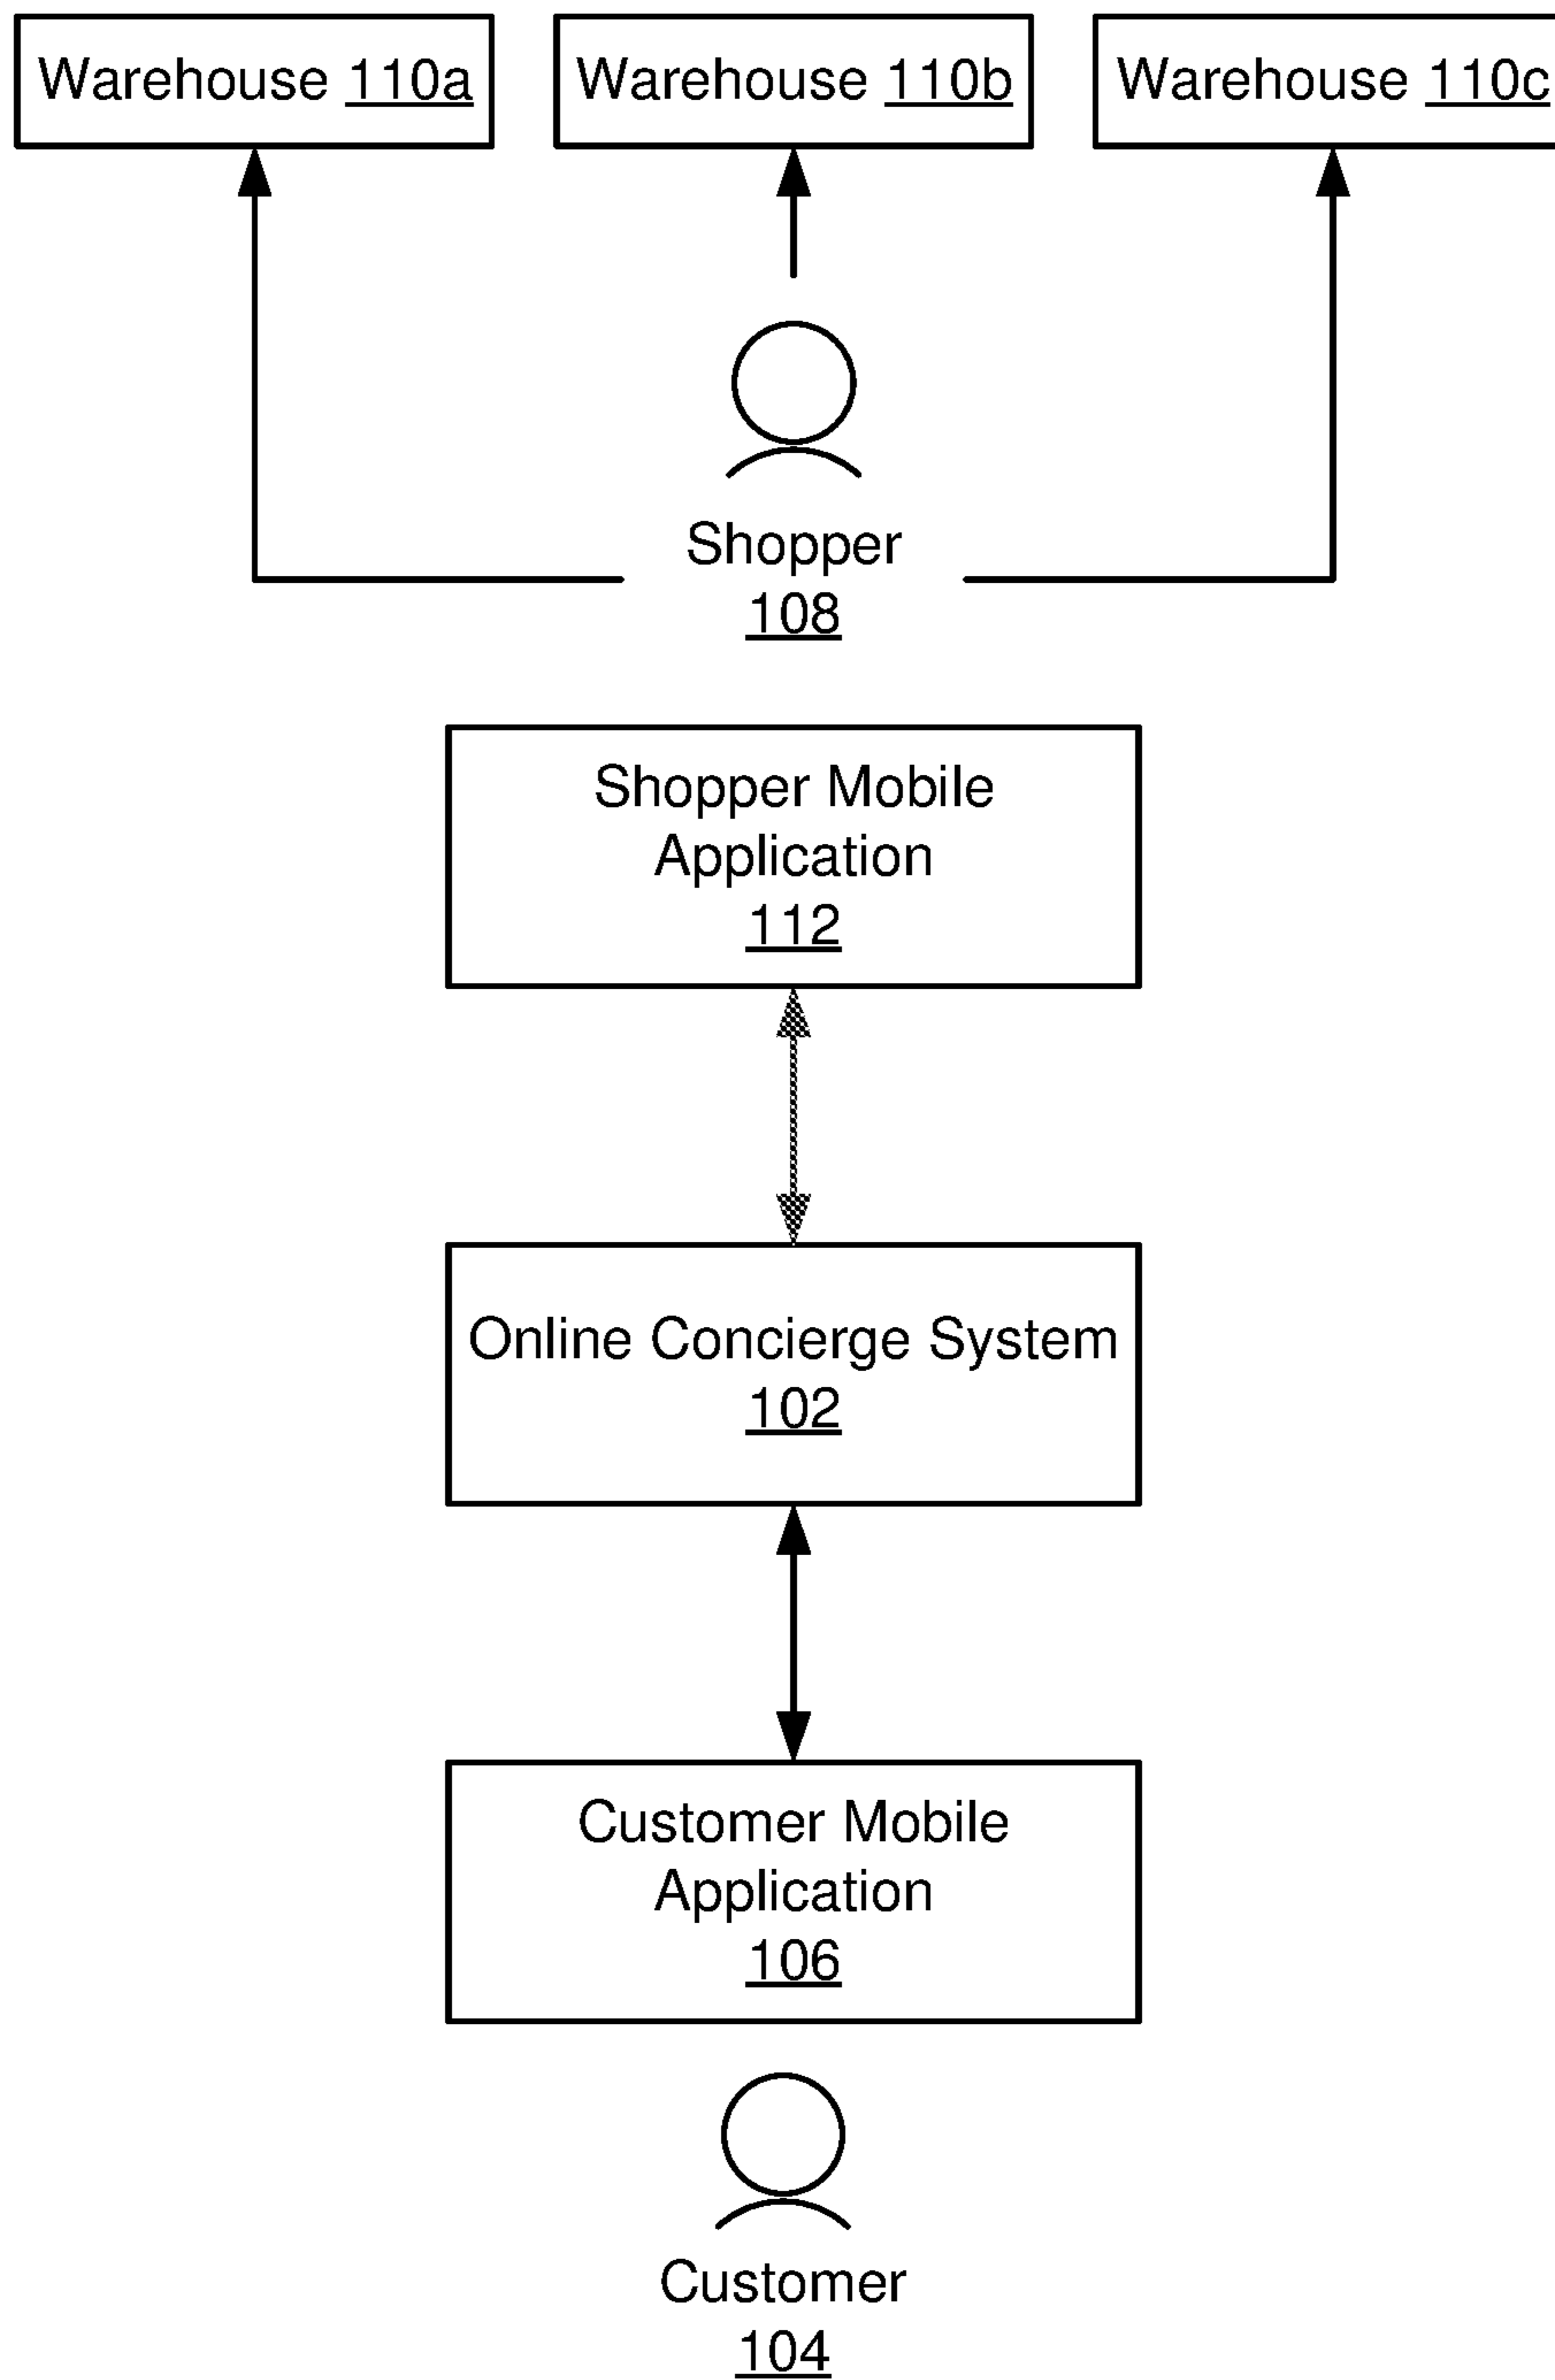 Warehouse 110a
Warehouse 110b
Warehouse 110c
Shopper
108
Shopper Mobile
Application
112
Online Concierge System
102
Customer Mobile
Application
106
Customer
104